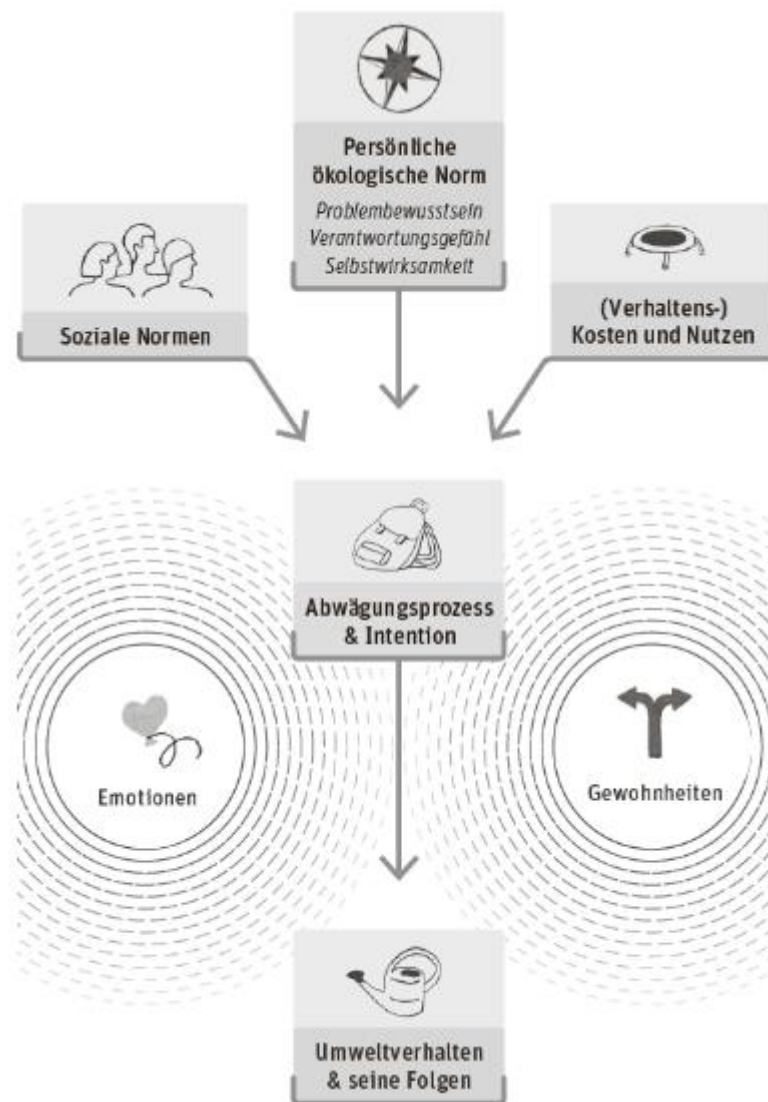 Persönliche
ökologische Norm
Problembewusstsein
Verantwortungsgefühl
Selbstwirksamkeit
Soziale Normen
(Verhaltens-)
Kosten und Nutzen
Abwägungsprozess
& Intention
Emotionen
Gewohnheiten
Umweltverhalten
& seine Folgen